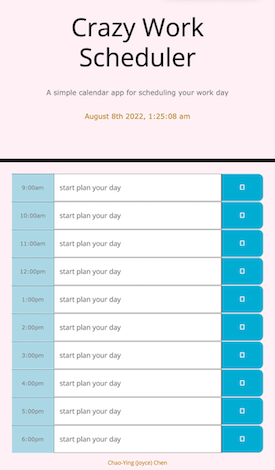 Crazy Work
Scheduler
A simple calendar app for scheduling your work day
August 8th 2022, 1:25:08 am
9:00am start plan your day
10:00am start plan your day
11:00am start plan your day
12:00pm start plan your day
1:00pm start plan your day
2:00pm start plan your day
3:00pm start plan your day
4:00pm start plan your day
5:00pm start plan your day
6:00pm start plan your day
Chao-Ying (Joyce) Chen